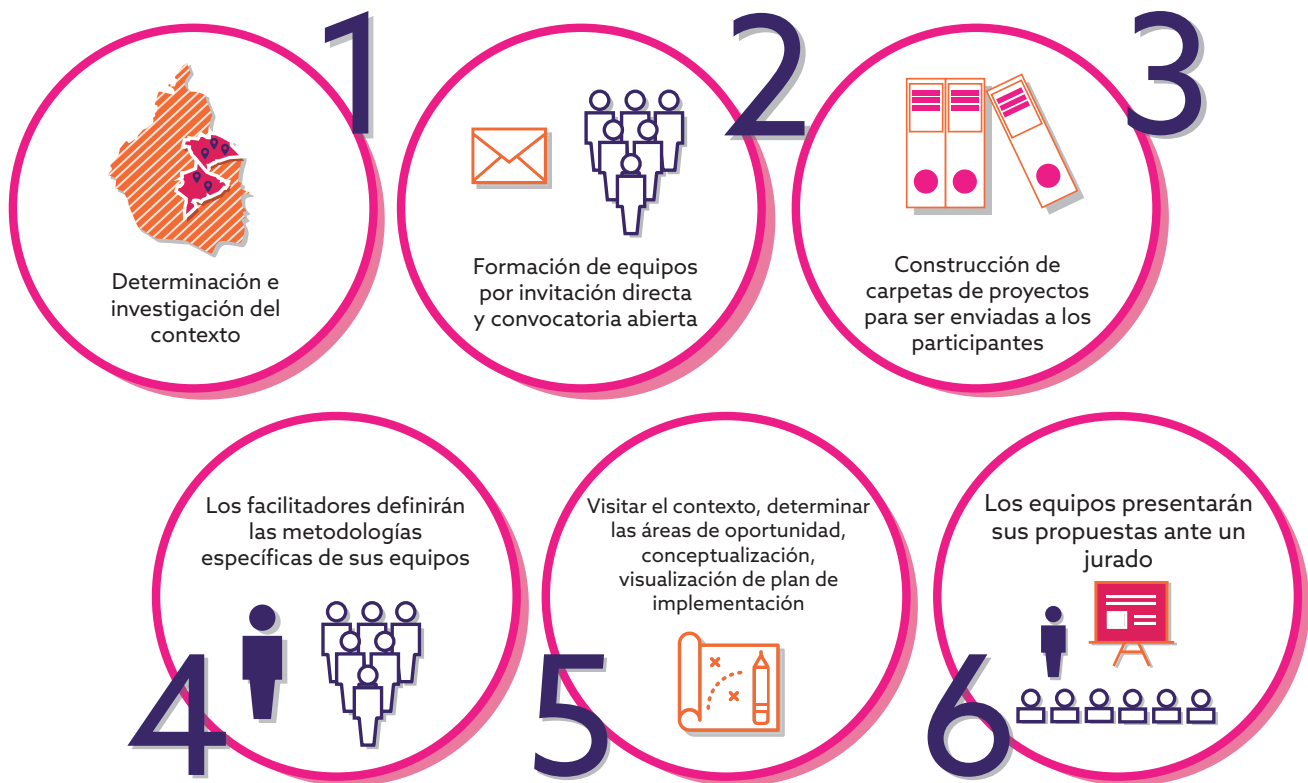 1
Determinación e
investigación del
contexto
2
Formación de equipos
por invitación directa
y convocatoria abierta
3
Construcción de
carpetas de proyectos
para ser enviadas a los
participantes
4
Los facilitadores definirán
las metodologías
específicas de sus equipos
5
Visitar el contexto, determinar
las áreas de oportunidad,
conceptualización,
visualización de plan de
implementación
6
Los equipos presentarán
sus propuestas ante un
jurado